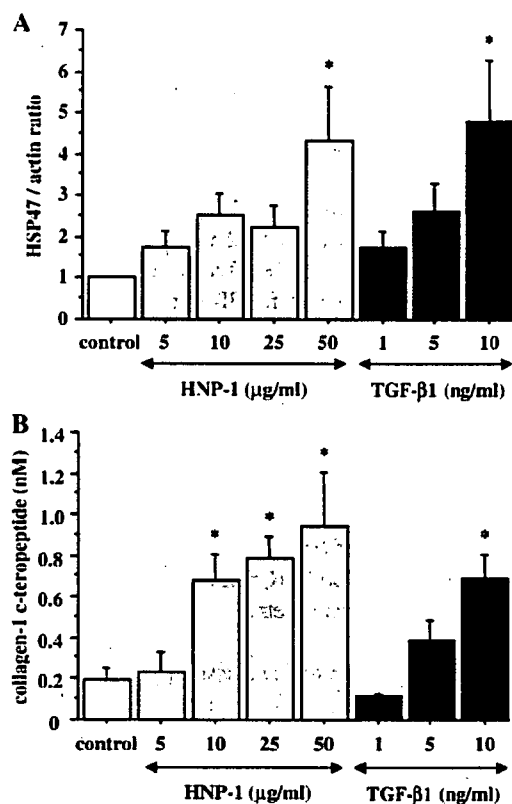 A
HSP47 / actin ratio
7
6
5
4
3
2
1
0
*
*
control 5 10 25 50 1 5 10
HNP-1 (µg/ml) TGF-β1 (ng/ml)
B
collagen-1 c-teropeptide (nM)
1.4
1.2
1.0
0.8
0.6
0.4
0.2
0
*
*
*
*
control 5 10 25 50 1 5 10
HNP-1 (µg/ml) TGF-β1 (ng/ml)